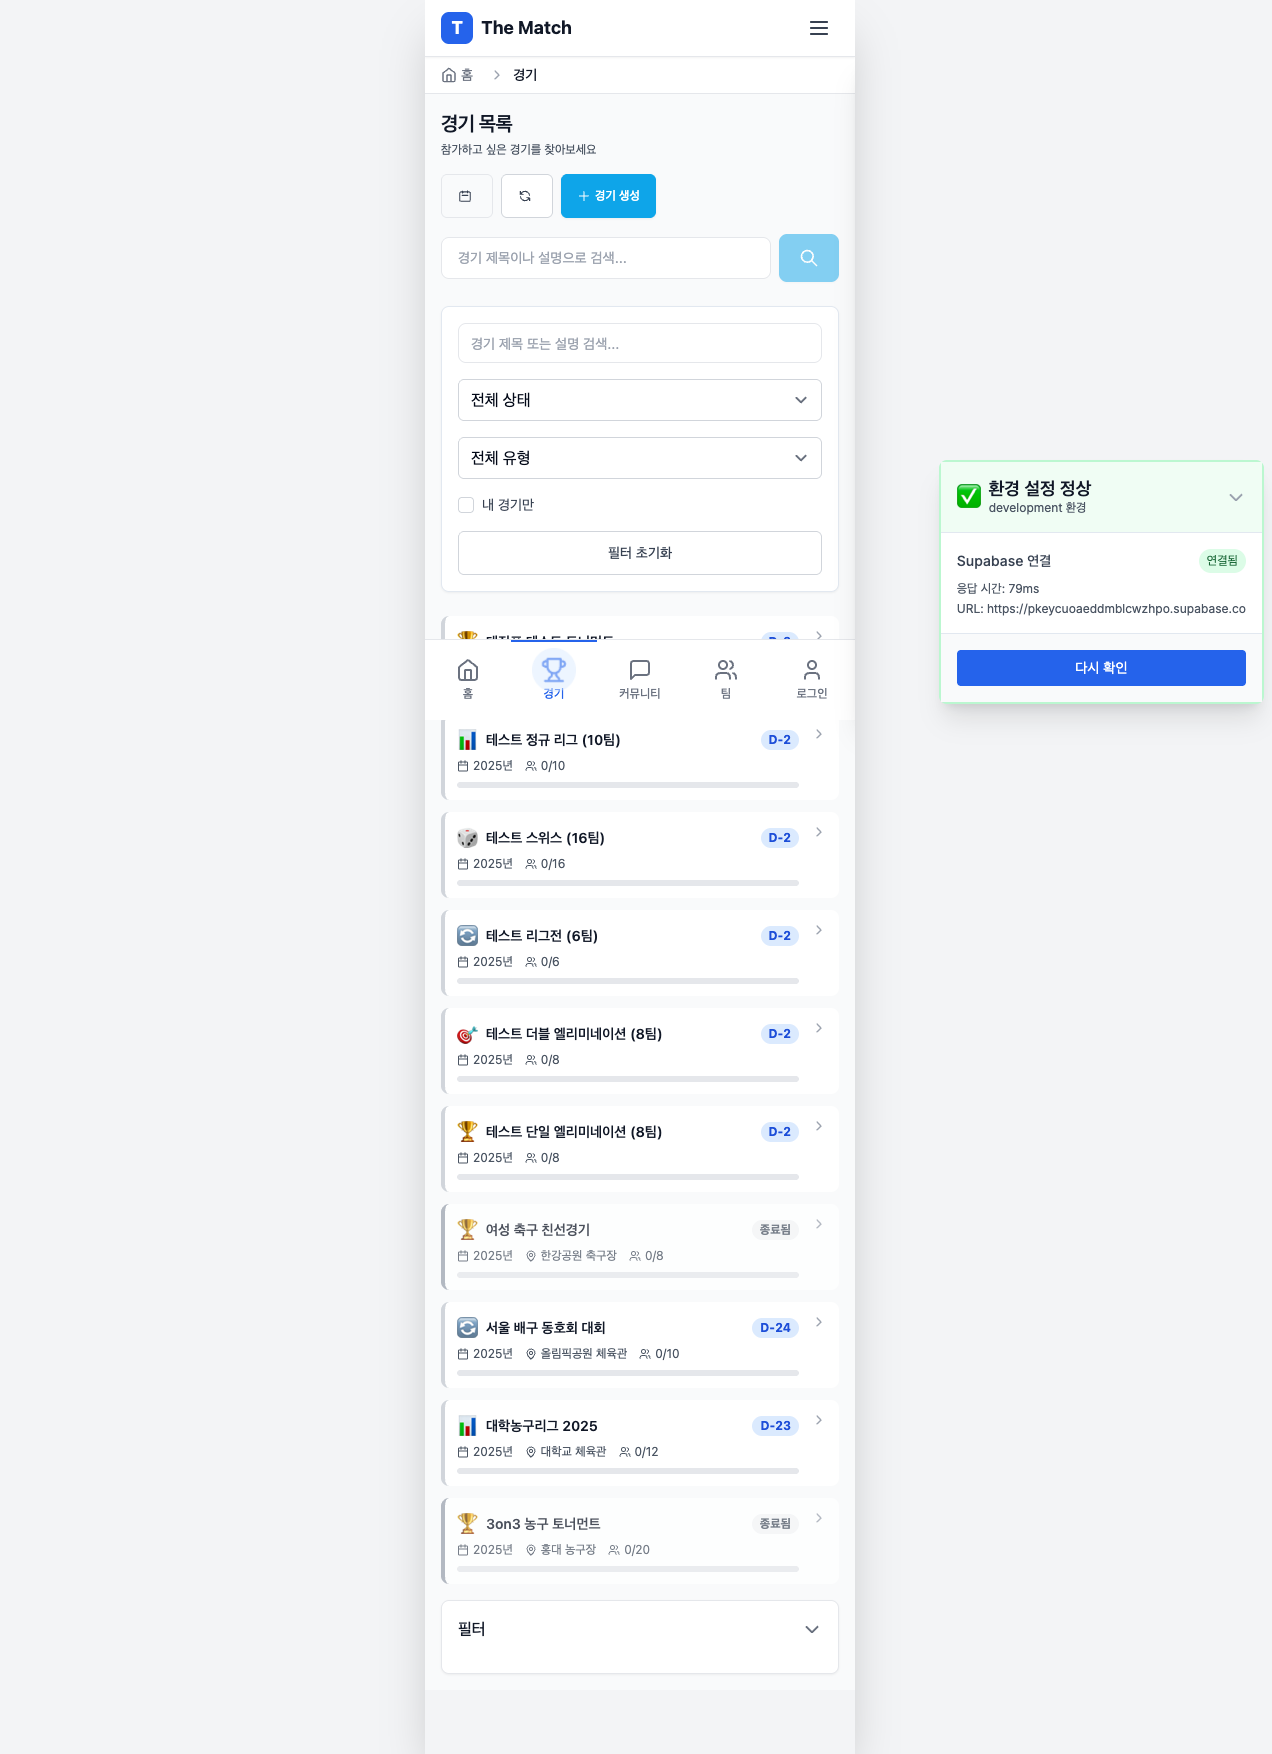 T The Match
홈 경기
경기 목록
참가하고 싶은 경기를 찾아보세요
경기 생성
경기 제목이나 설명으로 검색...
경기 제목 또는 설명 검색...
전체 상태
전체 유형
내 경기만
필터 초기화
홈 경기 커뮤니티 팀 로그인
테스트 정규 리그 (10팀) D-2
2025년 0/10
테스트 스위스 (16팀) D-2
2025년 0/16
테스트 리그전 (6팀) D-2
2025년 0/6
테스트 더블 엘리미네이션 (8팀) D-2
2025년 0/8
테스트 단일 엘리미네이션 (8팀) D-2
2025년 0/8
여성 축구 친선경기 종료됨
2025년 한강공원 축구장 0/8
서울 배구 동호회 대회 D-24
2025년 올림픽공원 체육관 0/10
대학농구리그 2025 D-23
2025년 대학교 체육관 0/12
3on3 농구 토너먼트 종료됨
2025년 홍대 농구장 0/20
필터
환경 설정 정상
development 환경
Supabase 연결 연결됨
응답 시간: 79ms
URL: https://pkeycuoaeddmblcwzhpo.supabase.co
다시 확인